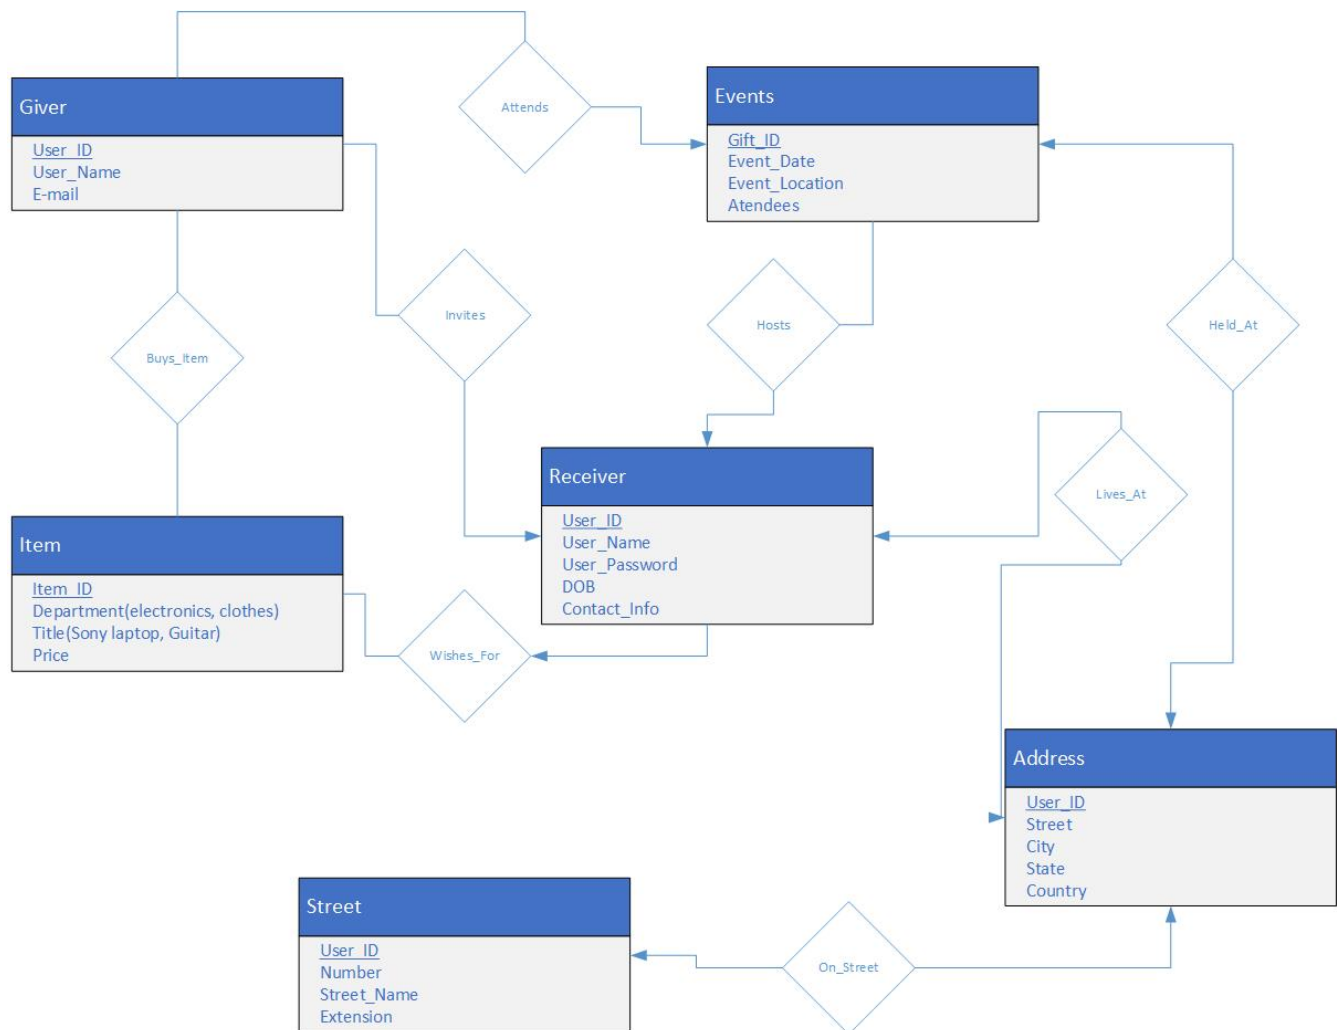 Attends
Giver
User_ID
User_Name
E-mail
Events
Gift_ID
Event_Date
Event_Location
Atendees
Invites
Hosts
Held_At
Buys_Item
Receiver
User_ID
User_Name
User_Password
DOB
Contact_Info
Lives_At
Item
Item_ID
Department(electronics, clothes)
Title(Sony laptop, Guitar)
Price
Wishes_For
Address
User_ID
Street
City
State
Country
Street
User_ID
Number
Street_Name
Extension
On_Street